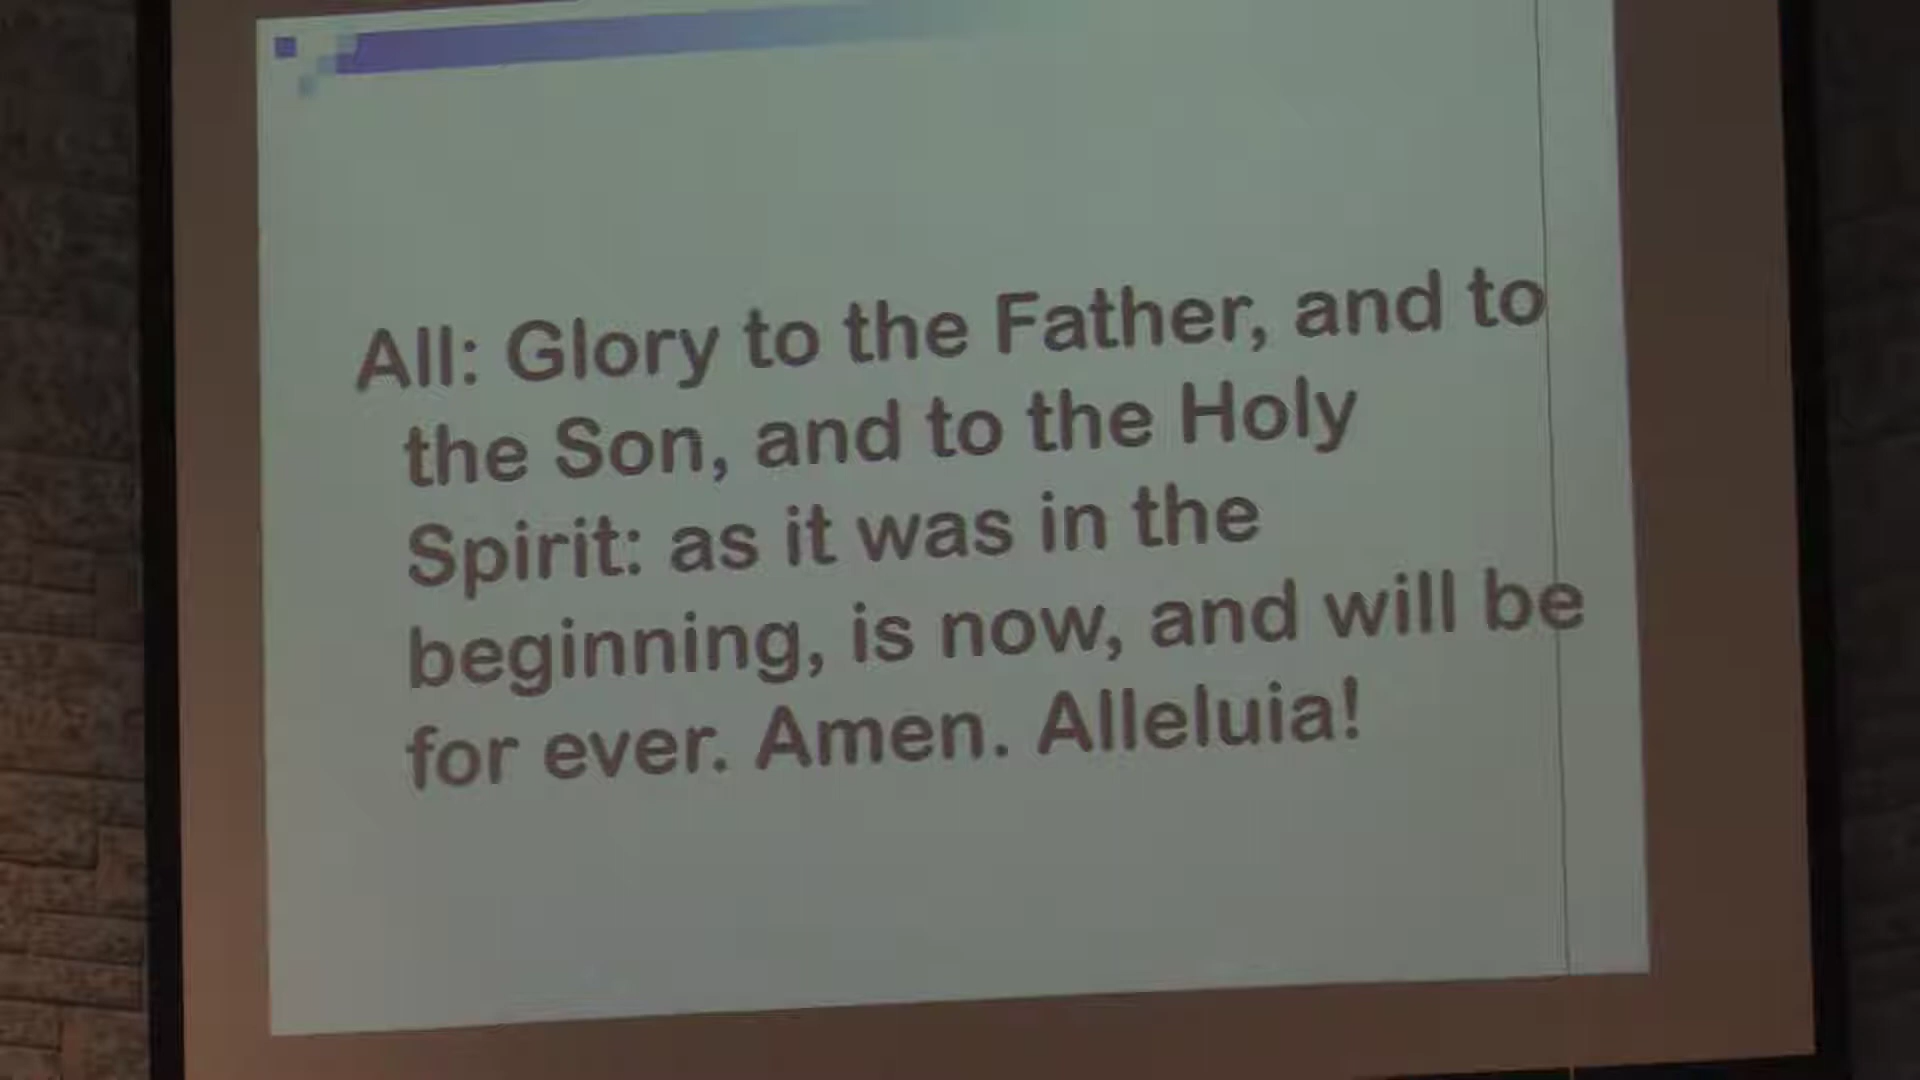 All: Glory to the Father, and to
the Son, and to the Holy
Spirit: as it was in the
beginning, is now, and will be
for ever. Amen. Alleluia!